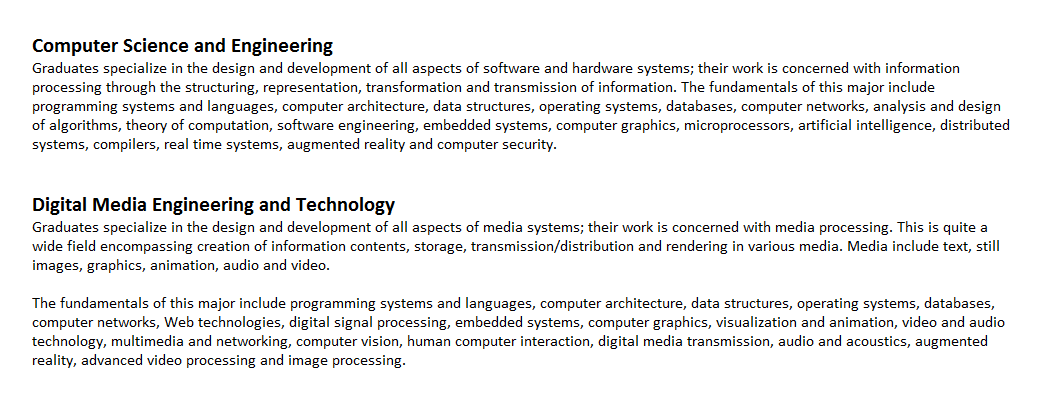 Computer Science and Engineering
Graduates specialize in the design and development of all aspects of software and hardware systems; their work is concerned with information
processing through the structuring, representation, transformation and transmission of information. The fundamentals of this major include
programming systems and languages, computer architecture, data structures, operating systems, databases, computer networks, analysis and design
of algorithms, theory of computation, software engineering, embedded systems, computer graphics, microprocessors, artificial intelligence, distributed
systems, compilers, real time systems, augmented reality and computer security.
Digital Media Engineering and Technology
Graduates specialize in the design and development of all aspects of media systems; their work is concerned with media processing. This is quite a
wide field encompassing creation of information contents, storage, transmission/distribution and rendering in various media. Media include text, still
images, graphics, animation, audio and video.
The fundamentals of this major include programming systems and languages, computer architecture, data structures, operating systems, databases,
computer networks, Web technologies, digital signal processing, embedded systems, computer graphics, visualization and animation, video and audio
technology, multimedia and networking, computer vision, human computer interaction, digital media transmission, audio and acoustics, augmented
reality, advanced video processing and image processing.